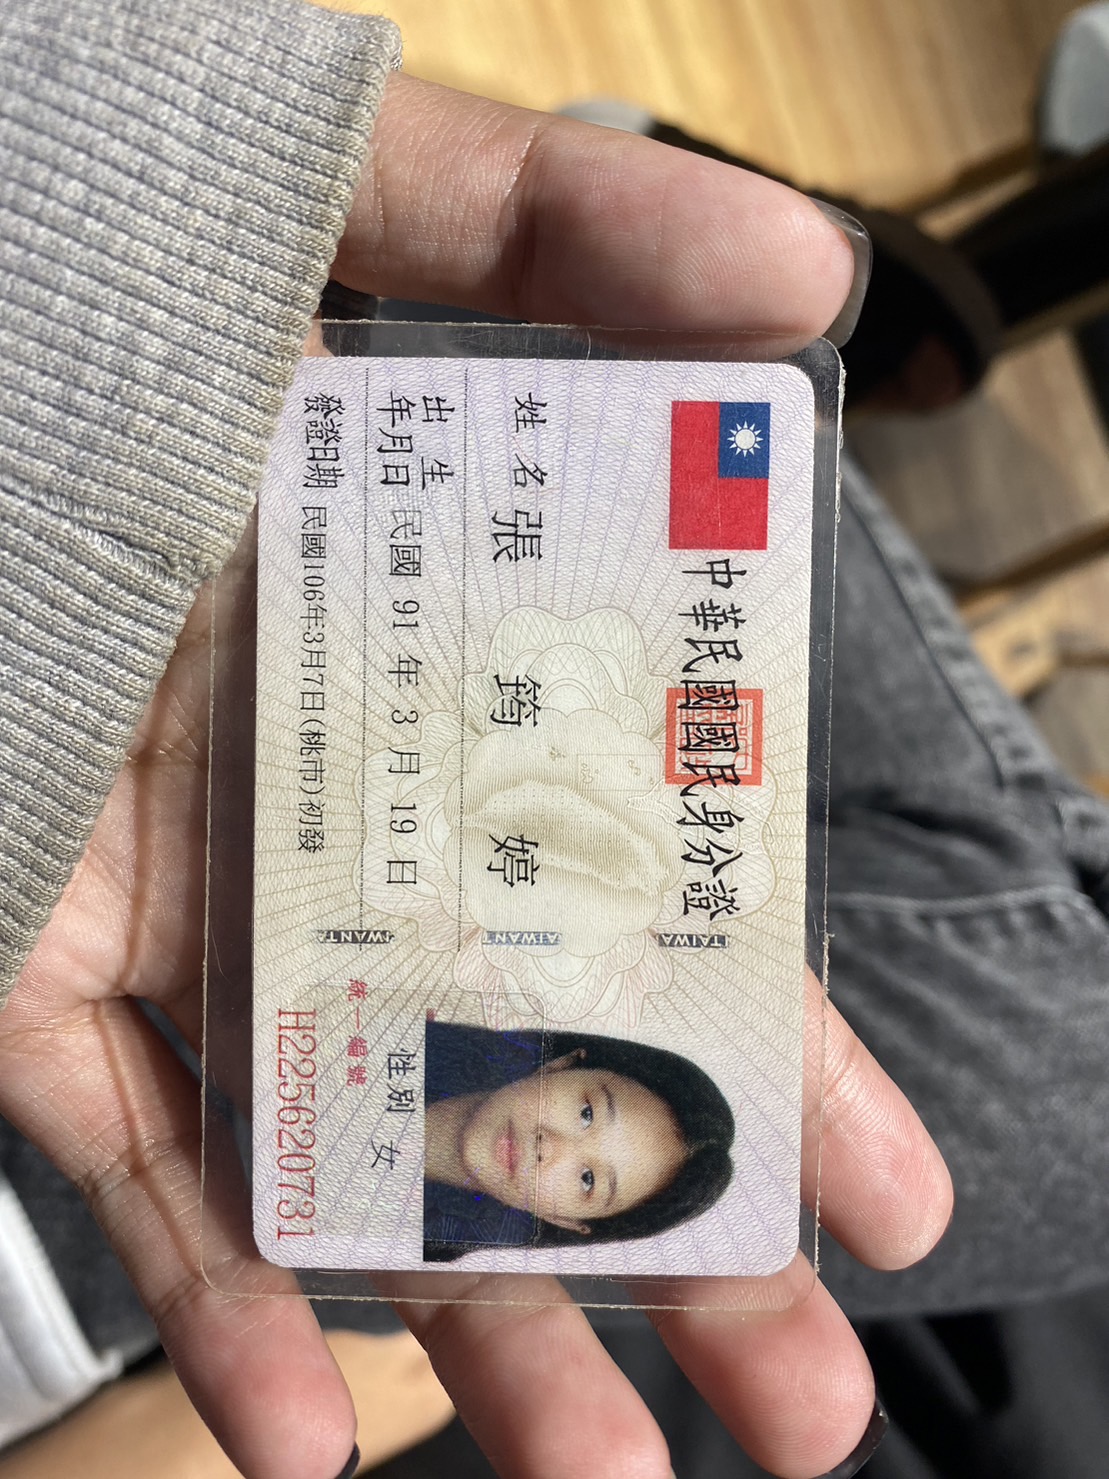 中華民國國民身分證
TAIWAN
姓名 張筠婷
TAIWAN
出生年月日 民國 91 年 3 月 19 日
性別 女
統一編號
發證日期 民國106年3月7日(桃市)初發
H225620731